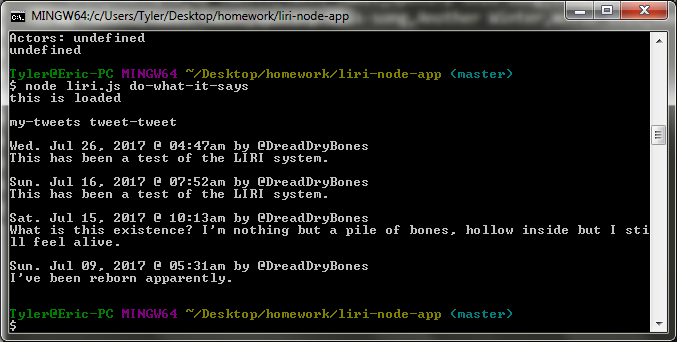 MINGW64:/c/Users/Tyler/Desktop/homework/liri-node-app
Actors: undefined
undefined
Tyler@Eric-PC MINGW64 ~/Desktop/homework/liri-node-app (master)
$ node liri.js do-what-it-says
this is loaded
my-tweets tweet-tweet
Wed. Jul 26, 2017 @ 04:47am by @DreadDryBones
This has been a test of the LIRI system.
Sun. Jul 16, 2017 @ 07:52am by @DreadDryBones
This has been a test of the LIRI system.
Sat. Jul 15, 2017 @ 10:13am by @DreadDryBones
What is this existence? I'm nothing but a pile of bones, hollow inside but I sti
ll feel alive.
Sun. Jul 09, 2017 @ 05:31am by @DreadDryBones
I've been reborn apparently.
Tyler@Eric-PC MINGW64 ~/Desktop/homework/liri-node-app (master)
$